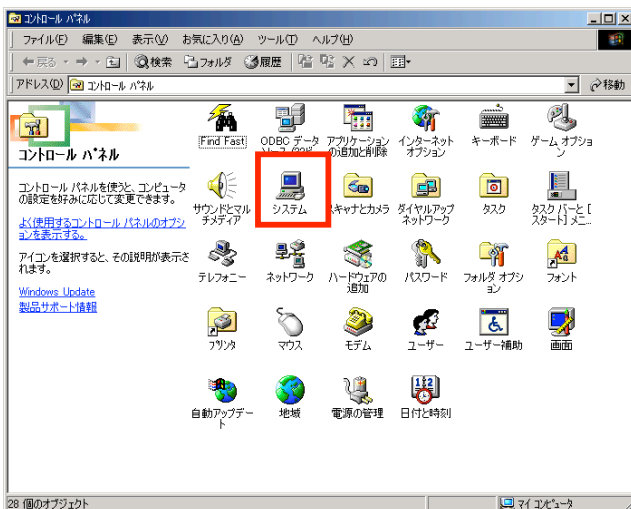 コントロール パネル
ファイル(F) 編集(E) 表示(V) お気に入り(A) ツール(T) ヘルプ(H)
戻る 検索 フォルダ 履歴
アドレス(D) コントロール パネル 移動
コントロール パネル
コントロール パネルを使うと、コンピュータ
の設定を好みに応じて変更できます。
よく使用するコントロール パネルのオプシ
ョンを表示する。
アイコンを選択すると、その説明が表示さ
れます。
Windows Update
製品サポート情報
Find Fast
ODBC データ
アプリケーション
の追加と削除
インターネット
オプション
キーボード
ゲーム オプショ
ン
サウンドとマル
チメディア
システム
スキャナとカメラ
ダイヤルアップ
ネットワーク
タスク
タスク バーと [
スタート] メニ...
テレフォニー
ネットワーク
ハードウェアの
追加
パスワード
フォルダ オプシ
ョン
フォント
プリンタ
マウス
モデム
ユーザー
ユーザー補助
画面
自動アップデー
ト
地域
電源の管理
日付と時刻
28 個のオブジェクト
マイ コンピュータ